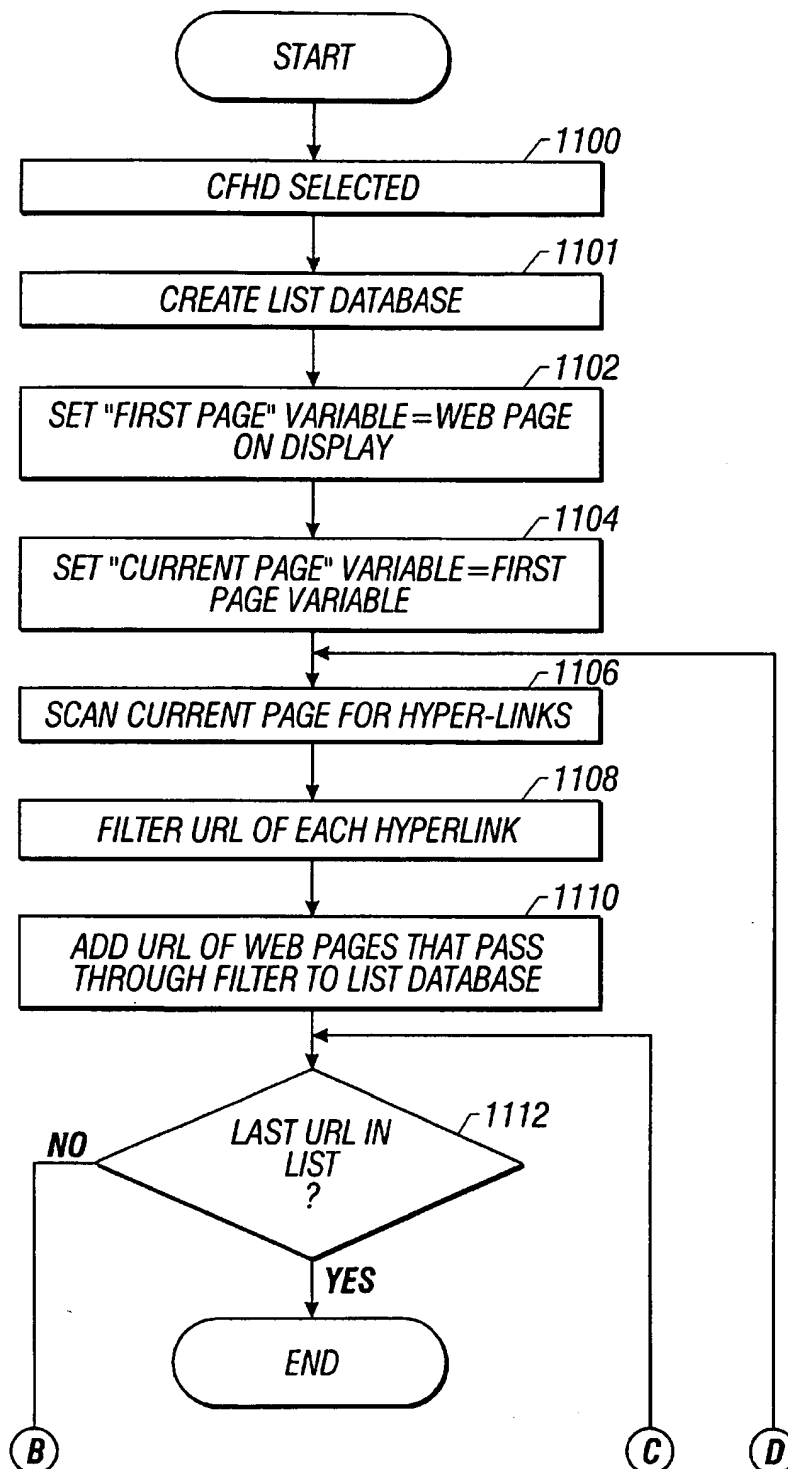 START
1100
CFHD SELECTED
1101
CREATE LIST DATABASE
1102
SET "FIRST PAGE" VARIABLE=WEB PAGE
ON DISPLAY
1104
SET "CURRENT PAGE" VARIABLE=FIRST
PAGE VARIABLE
1106
SCAN CURRENT PAGE FOR HYPER-LINKS
1108
FILTER URL OF EACH HYPERLINK
1110
ADD URL OF WEB PAGES THAT PASS
THROUGH FILTER TO LIST DATABASE
1112
LAST URL IN
LIST
?
NO
YES
END
B
C
D